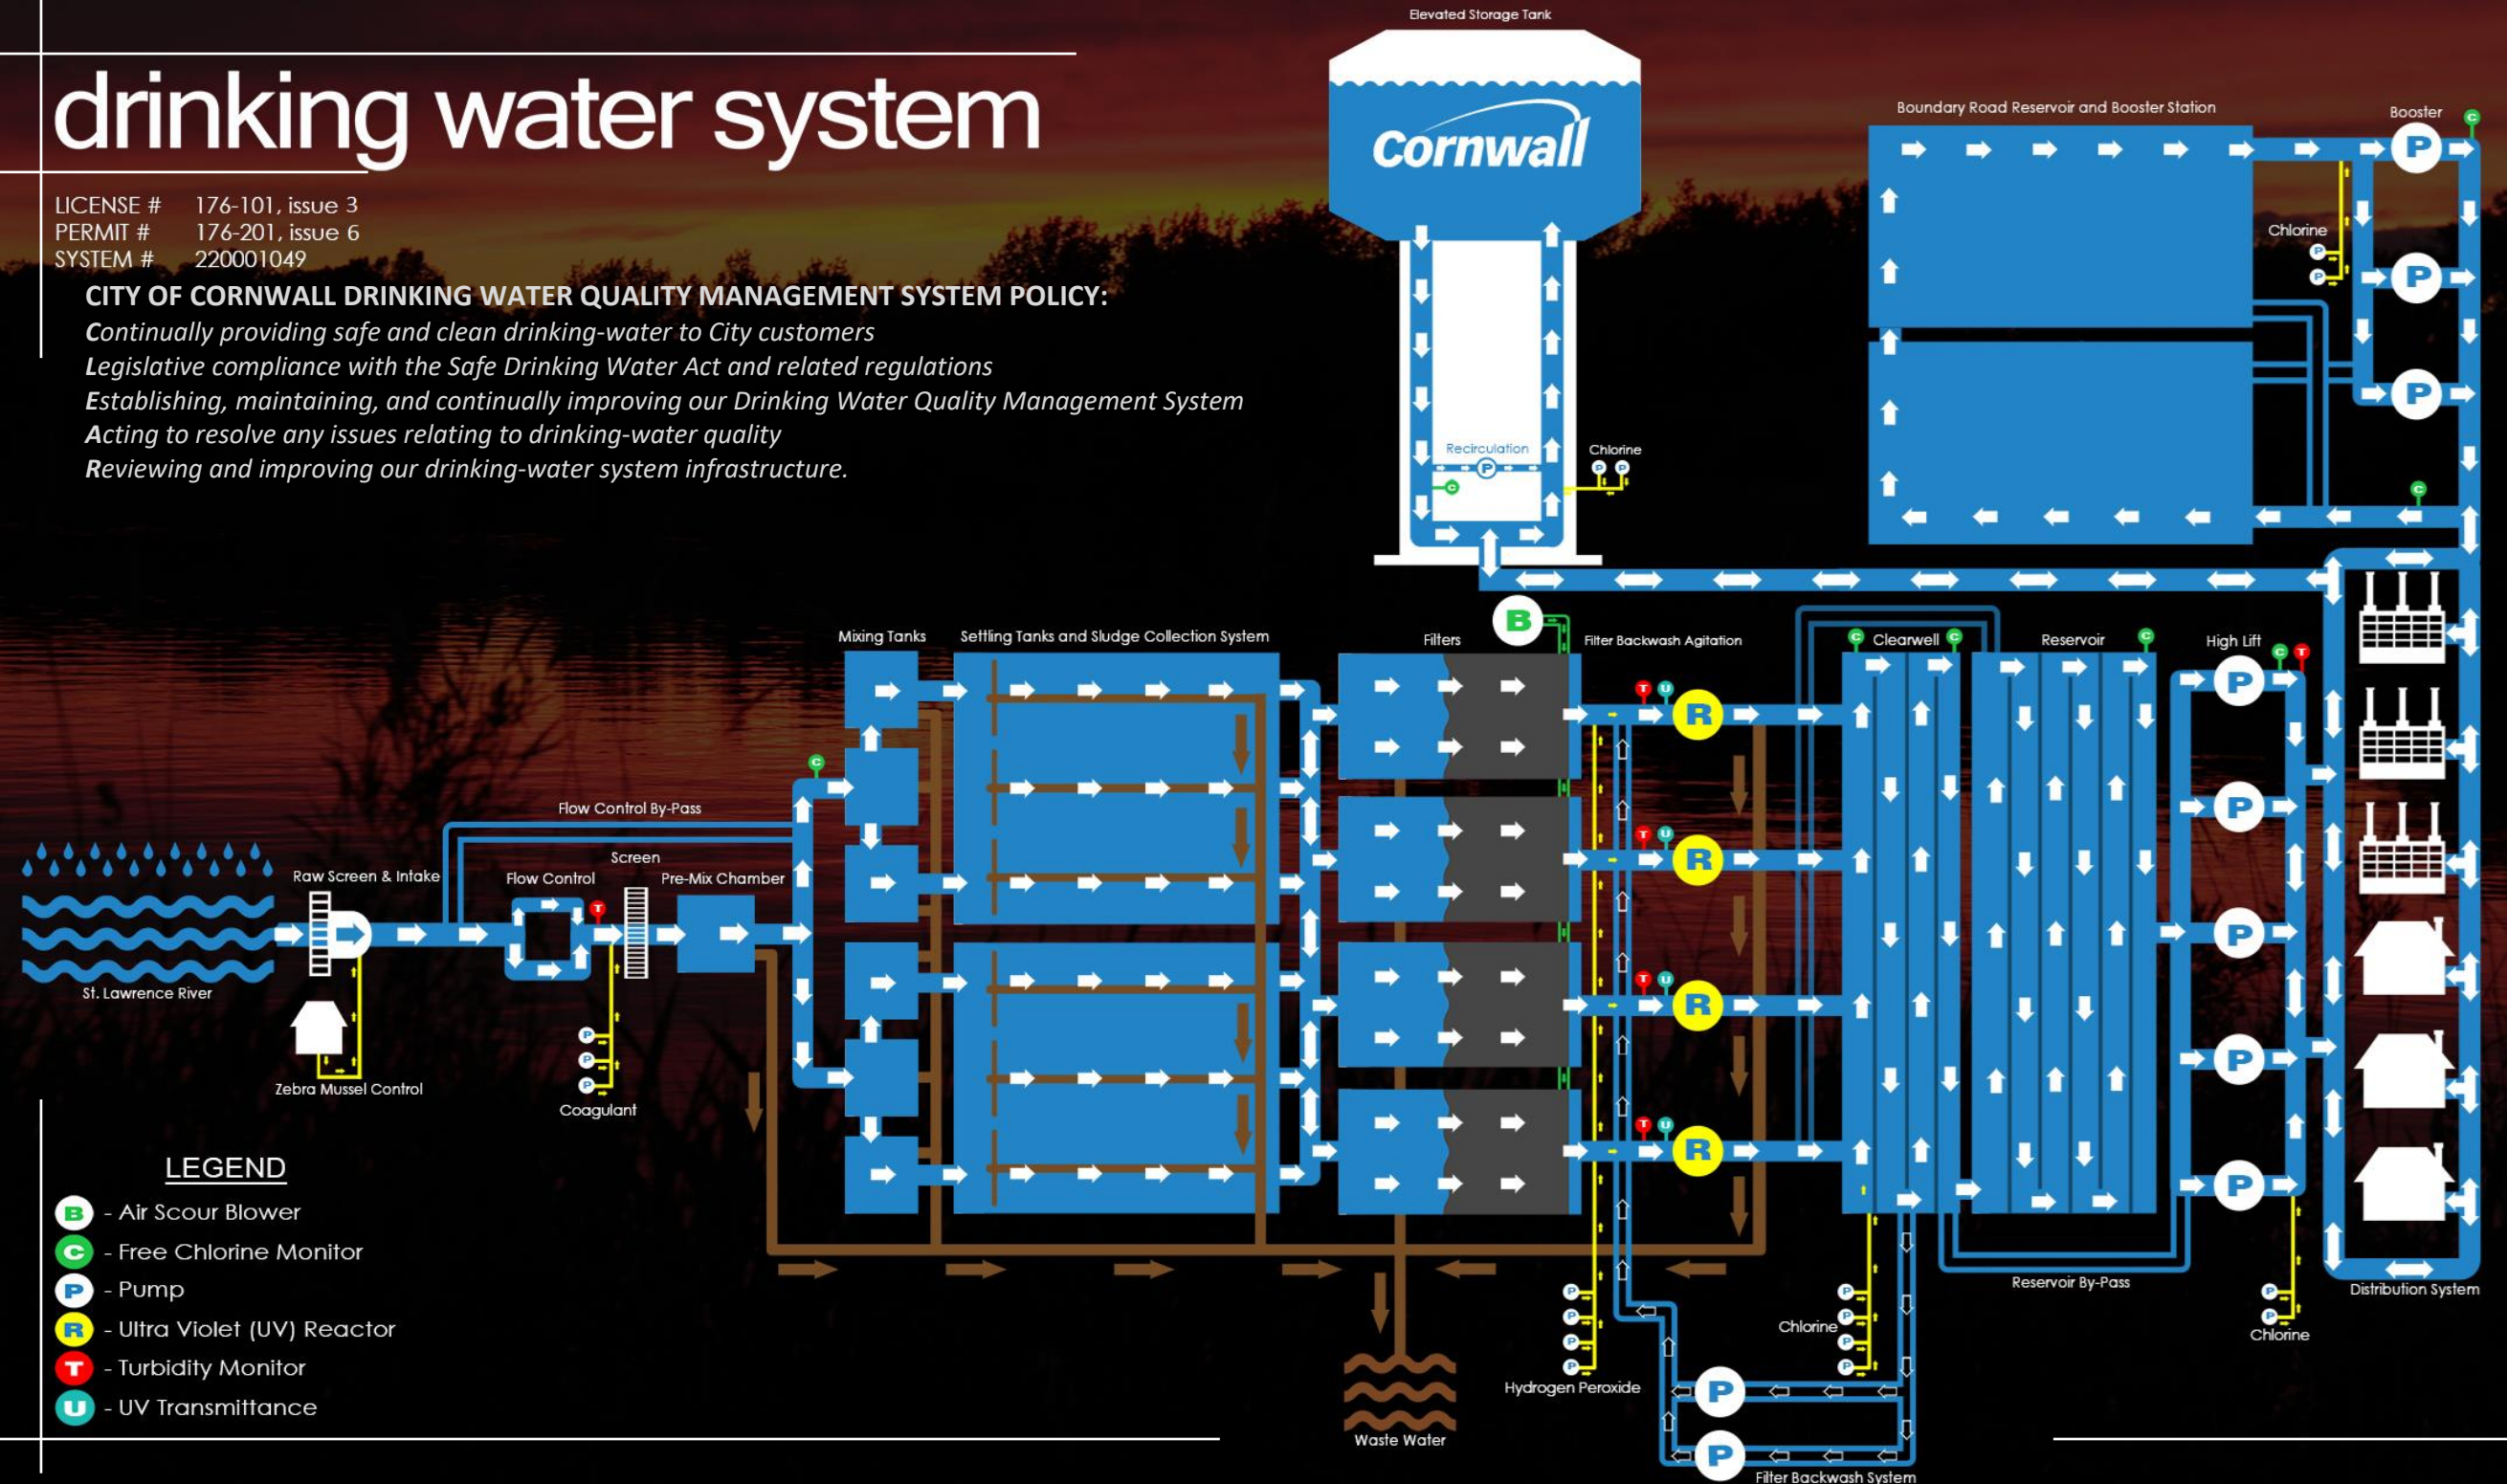 Elevated Storage Tank
drinking water system
LICENSE # 176-101, issue 3
PERMIT # 176-201, issue 6
SYSTEM # 220001049
CITY OF CORNWALL DRINKING WATER QUALITY MANAGEMENT SYSTEM POLICY:
Continually providing safe and clean drinking-water to City customers
Legislative compliance with the Safe Drinking Water Act and related regulations
Establishing, maintaining, and continually improving our Drinking Water Quality Management System
Acting to resolve any issues relating to drinking-water quality
Reviewing and improving our drinking-water system infrastructure.
Cornwall
Recirculation
P
C
Chlorine
P P
Boundary Road Reservoir and Booster Station
Booster
C
P
Chlorine
P
P
P
P
C
Mixing Tanks
Settling Tanks and Sludge Collection System
Filters
B
Filter Backwash Agitation
C Clearwell C
Reservoir
C
High Lift
C T
P
P
P
P
P
T U
R
T U
R
T U
R
T U
R
C
Flow Control By-Pass
Screen
Raw Screen & Intake
Flow Control
Pre-Mix Chamber
T
St. Lawrence River
Zebra Mussel Control
P
P
P
Coagulant
LEGEND
B - Air Scour Blower
C - Free Chlorine Monitor
P - Pump
R - Ultra Violet (UV) Reactor
T - Turbidity Monitor
U - UV Transmittance
Waste Water
P
P
P
P
Hydrogen Peroxide
Chlorine
P
P
P
P
P
P
Filter Backwash System
Reservoir By-Pass
P
P
Chlorine
Distribution System